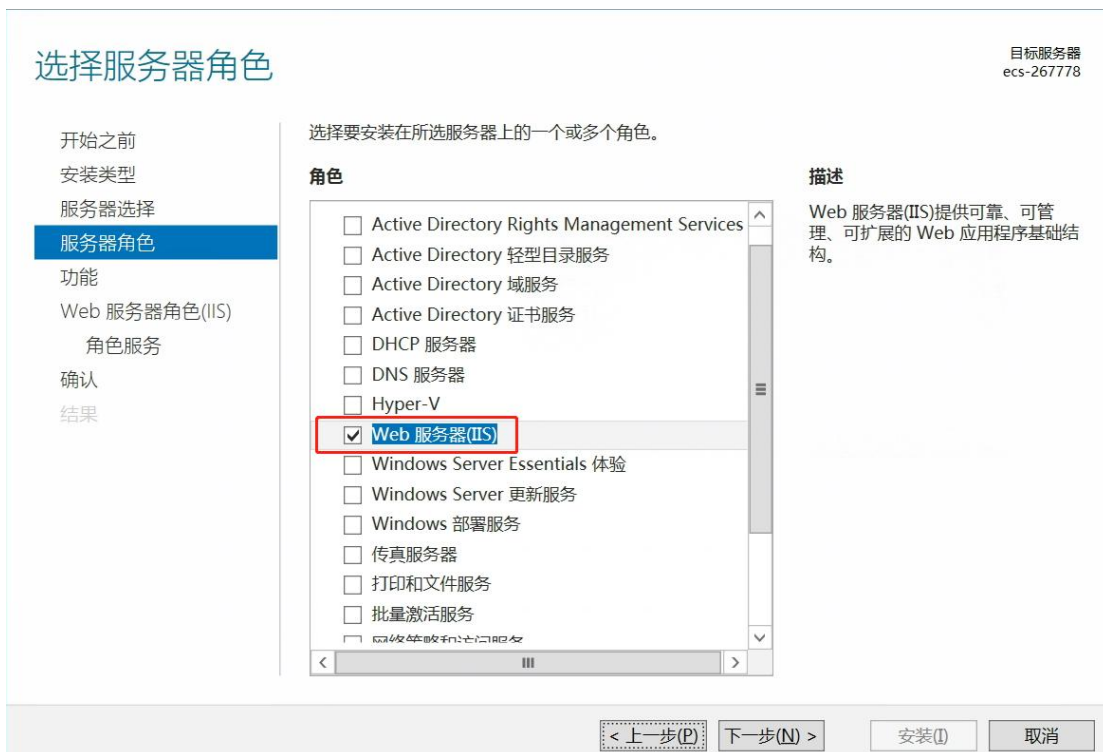 选择服务器角色
目标服务器
ecs-267778
开始之前
安装类型
服务器选择
服务器角色
功能
Web 服务器角色(IIS)
角色服务
确认
结果
选择要安装在所选服务器上的一个或多个角色。
角色
Active Directory Rights Management Services
Active Directory 轻型目录服务
Active Directory 域服务
Active Directory 证书服务
DHCP 服务器
DNS 服务器
Hyper-V
Web 服务器(IIS)
Windows Server Essentials 体验
Windows Server 更新服务
Windows 部署服务
传真服务器
打印和文件服务
批量激活服务
网络策略和访问服务
描述
Web 服务器(IIS)提供可靠、可管
理、可扩展的 Web 应用程序基础结
构。
< 上一步(P)
下一步(N) >
安装(I)
取消